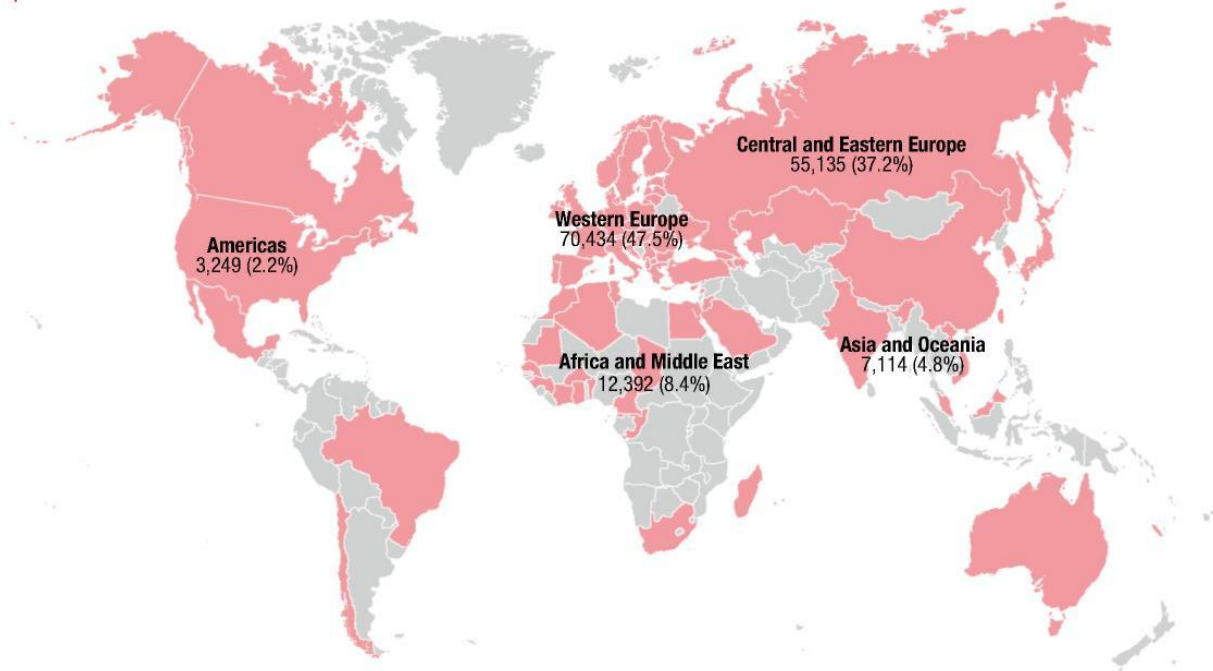 Central and Eastern Europe
55,135 (37.2%)
Western Europe
70,434 (47.5%)
Americas
3,249 (2.2%)
Asia and Oceania
7,114 (4.8%)
Africa and Middle East
12,392 (8.4%)